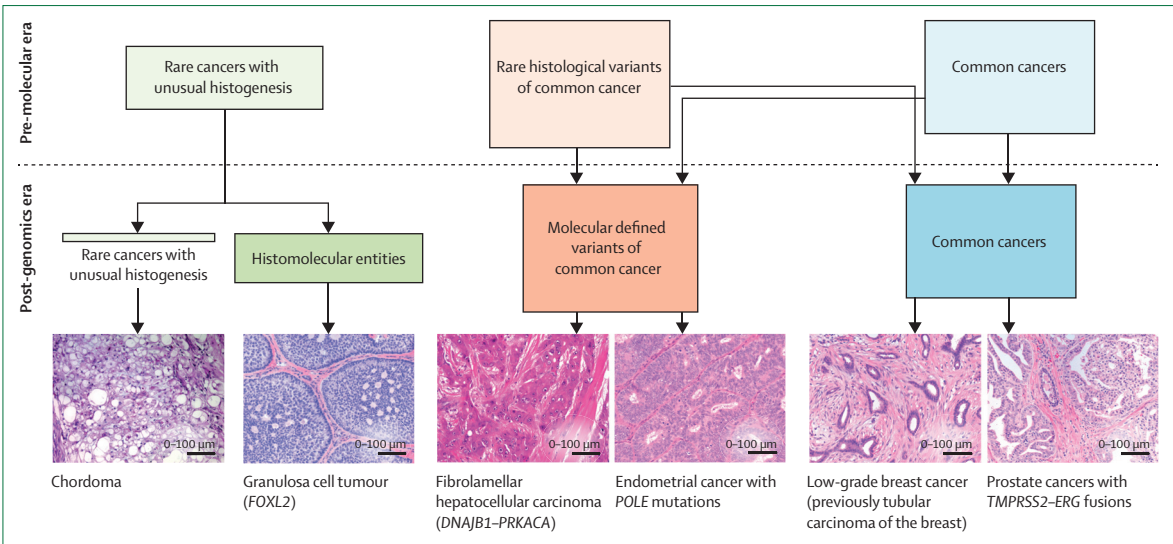 Pre-molecular era
Rare cancers with
unusual histogenesis
Rare histological variants
of common cancer
Common cancers
Post-genomics era
Rare cancers with
unusual histogenesis
Histomolecular entities
Molecular defined
variants of
common cancer
Common cancers
0–100 µm
0–100 µm
0–100 µm
0–100 µm
0–100 µm
0–100 µm
Chordoma
Granulosa cell tumour
(FOXL2)
Fibrolamellar
hepatocellular carcinoma
(DNAJB1–PRKACA)
Endometrial cancer with
POLE mutations
Low-grade breast cancer
(previously tubular
carcinoma of the breast)
Prostate cancers with
TMPRSS2–ERG fusions